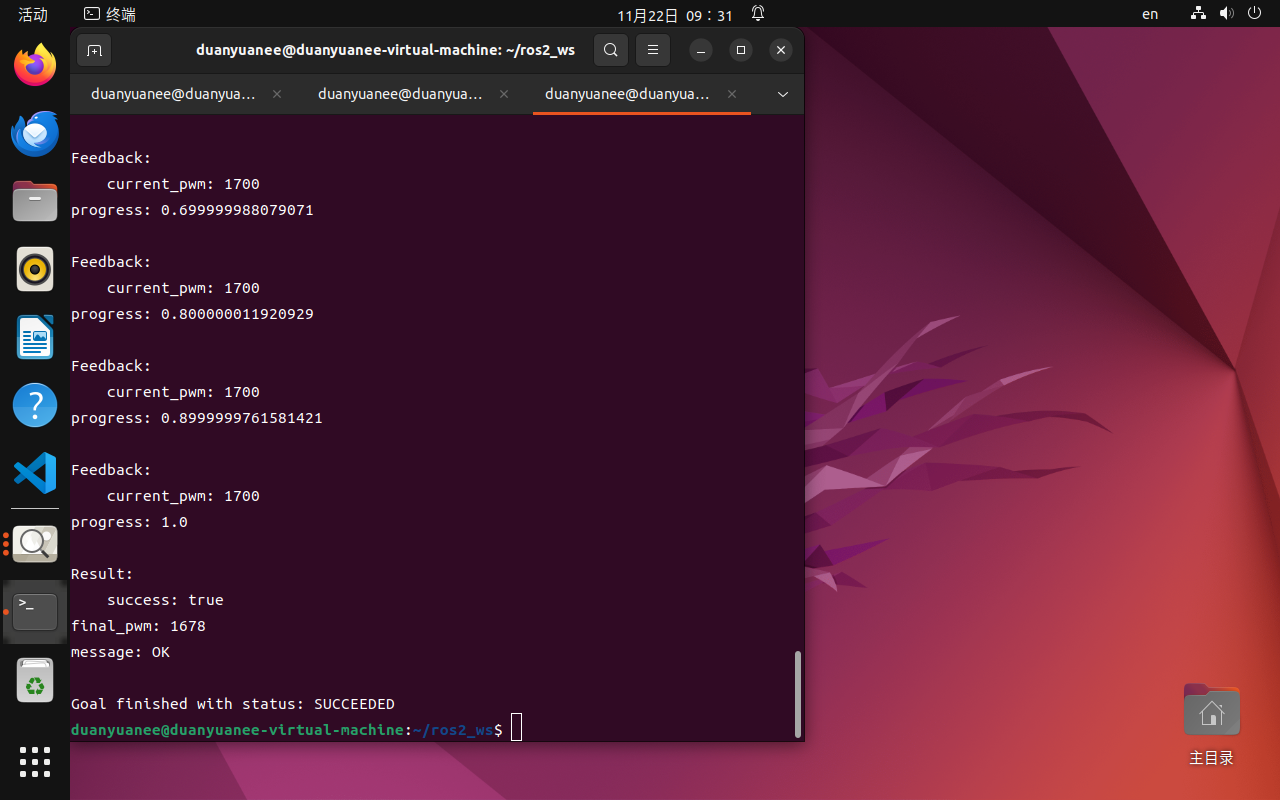 活动
终端
11月22日 09：31
en
duanyuanee@duanyuanee-virtual-machine: ~/ros2_ws
duanyuanee@duanyua…
duanyuanee@duanyua…
duanyuanee@duanyua…
Feedback:
    current_pwm: 1700
progress: 0.699999988079071
Feedback:
    current_pwm: 1700
progress: 0.800000011920929
Feedback:
    current_pwm: 1700
progress: 0.8999999761581421
Feedback:
    current_pwm: 1700
progress: 1.0
Result:
    success: true
final_pwm: 1678
message: OK
Goal finished with status: SUCCEEDED
duanyuanee@duanyuanee-virtual-machine:~/ros2_ws$
主目录